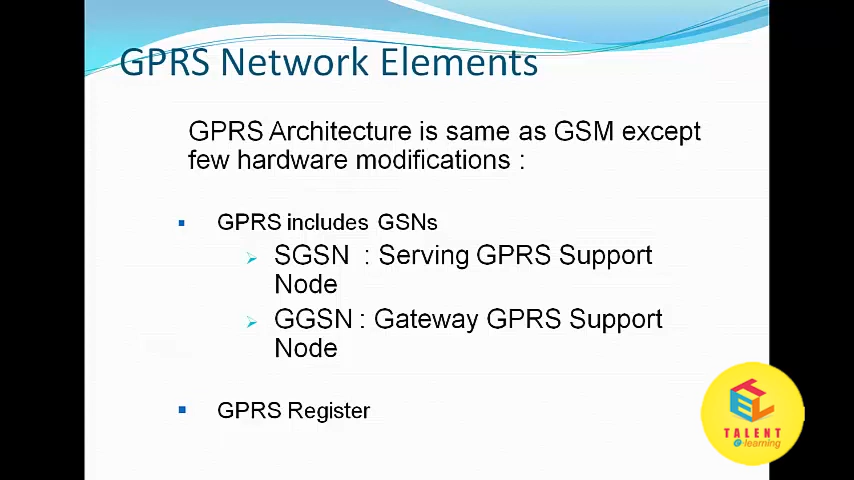 GPRS Network Elements
GPRS Architecture is same as GSM except
few hardware modifications :
GPRS includes GSNs
SGSN : Serving GPRS Support
Node
GGSN : Gateway GPRS Support
Node
GPRS Register
TEL
TALENT
e-learning